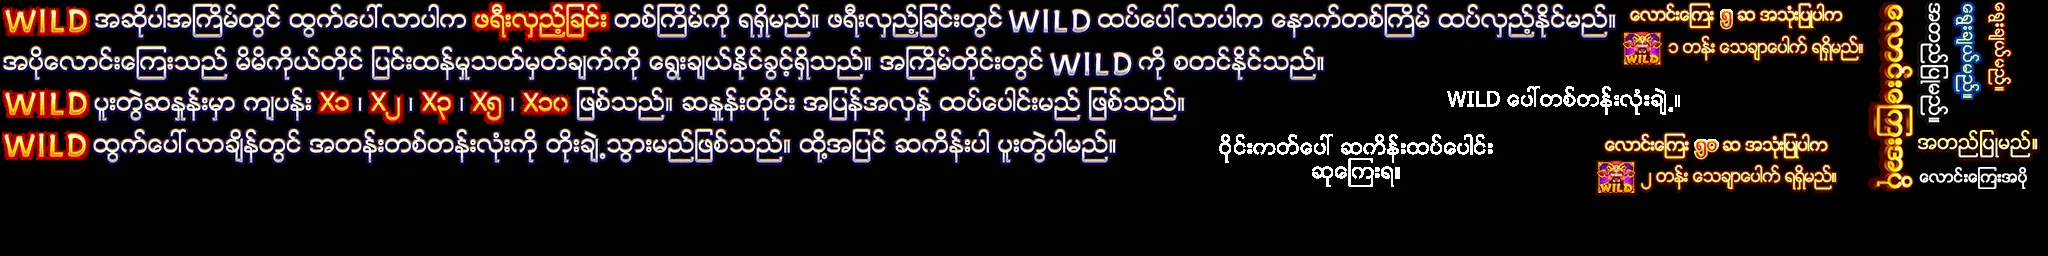 WILD အဆိုပါအကြိမ်တွင် ထွက်ပေါ်လာပါက ဖရီးလှည့်ခြင်း တစ်ကြိမ်ကို ရရှိမည်။ ဖရီးလှည့်ခြင်းတွင် WILD ထပ်ပေါ်လာပါက နောက်တစ်ကြိမ် ထပ်လှည့်နိုင်မည်။
အပိုလောင်းကြေးသည် မိမိကိုယ်တိုင် ပြင်းထန်မှုသတ်မှတ်ချက်ကို ရွေးချယ်နိုင်ခွင့်ရှိသည်။ အကြိမ်တိုင်းတွင် WILD ကို စတင်နိုင်သည်။
WILD ပူးတွဲဆနှုန်းမှာ ကျပန်း X၁ ၊ X၂ ၊ X၃ ၊ X၅ ၊ X၁၀ ဖြစ်သည်။ ဆနှုန်းတိုင်း အပြန်အလှန် ထပ်ပေါင်းမည် ဖြစ်သည်။
WILD ထွက်ပေါ်လာချိန်တွင် အတန်းတစ်တန်းလုံးကို တိုးချဲ့သွားမည်ဖြစ်သည်။ ထို့အပြင် ဆကိန်းပါ ပူးတွဲပါမည်။
WILD ပေါ်တစ်တန်းလုံးချဲ့။
ဝိုင်းကတ်ပေါ် ဆကိန်းထပ်ပေါင်း
ဆုကြေးရ။
လောင်းကြေး ၅ ဆ အသုံးပြုပါက
WILD ၁ တန်း သေချာပေါက် ရရှိမည်။
လောင်းကြေး ၅၀ ဆ အသုံးပြုပါက
WILD ၂ တန်း သေချာပေါက် ရရှိမည်။
အတည်ပြုမည်။
လောင်းကြေးအပို